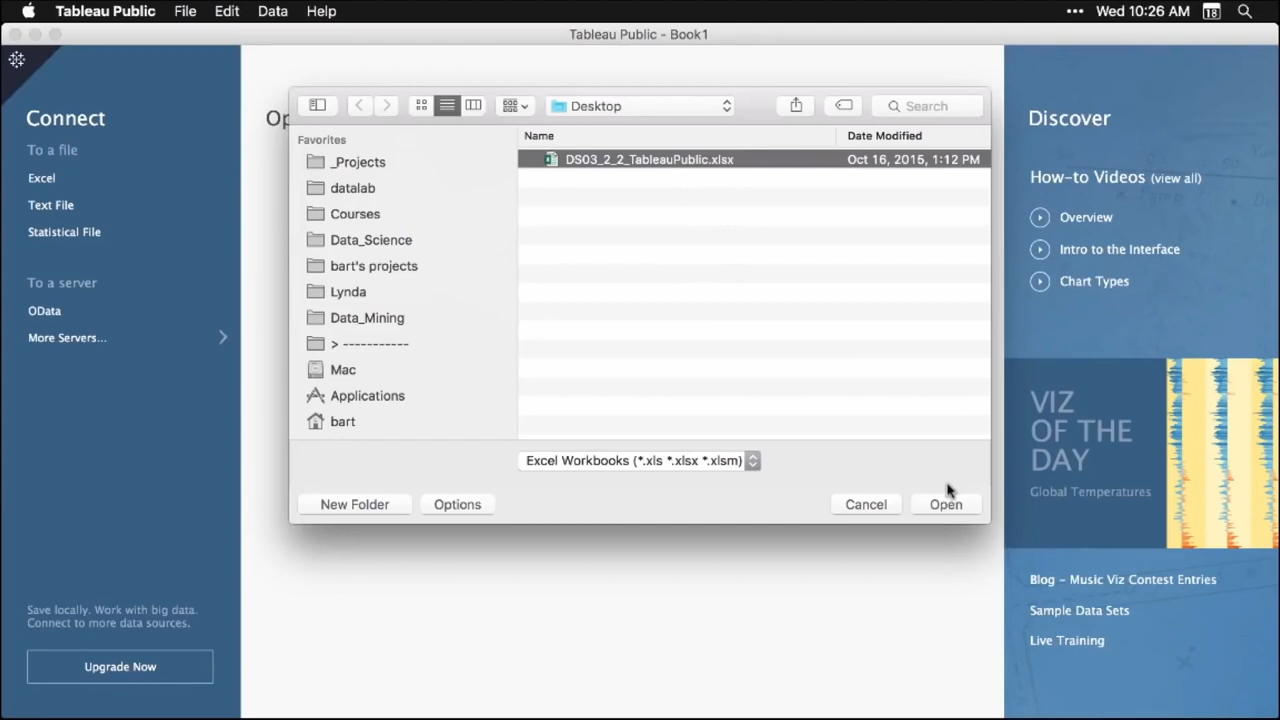 Tableau Public File Edit Data Help
Wed 10:26 AM 18
Tableau Public - Book1
Connect
To a file
Excel
Text File
Statistical File
To a server
OData
More Servers...
Save locally. Work with big data.
Connect to more data sources.
Upgrade Now
Op
Desktop
Search
Favorites
_Projects
datalab
Courses
Data_Science
bart's projects
Lynda
Data_Mining
> -----------
Mac
Applications
bart
Name Date Modified
DS03_2_2_TableauPublic.xlsx Oct 16, 2015, 1:12 PM
Excel Workbooks (*.xls *.xlsx *.xlsm)
New Folder Options Cancel Open
Discover
How-to Videos (view all)
Overview
Intro to the Interface
Chart Types
VIZ
OF THE
DAY
Global Temperatures
Blog - Music Viz Contest Entries
Sample Data Sets
Live Training